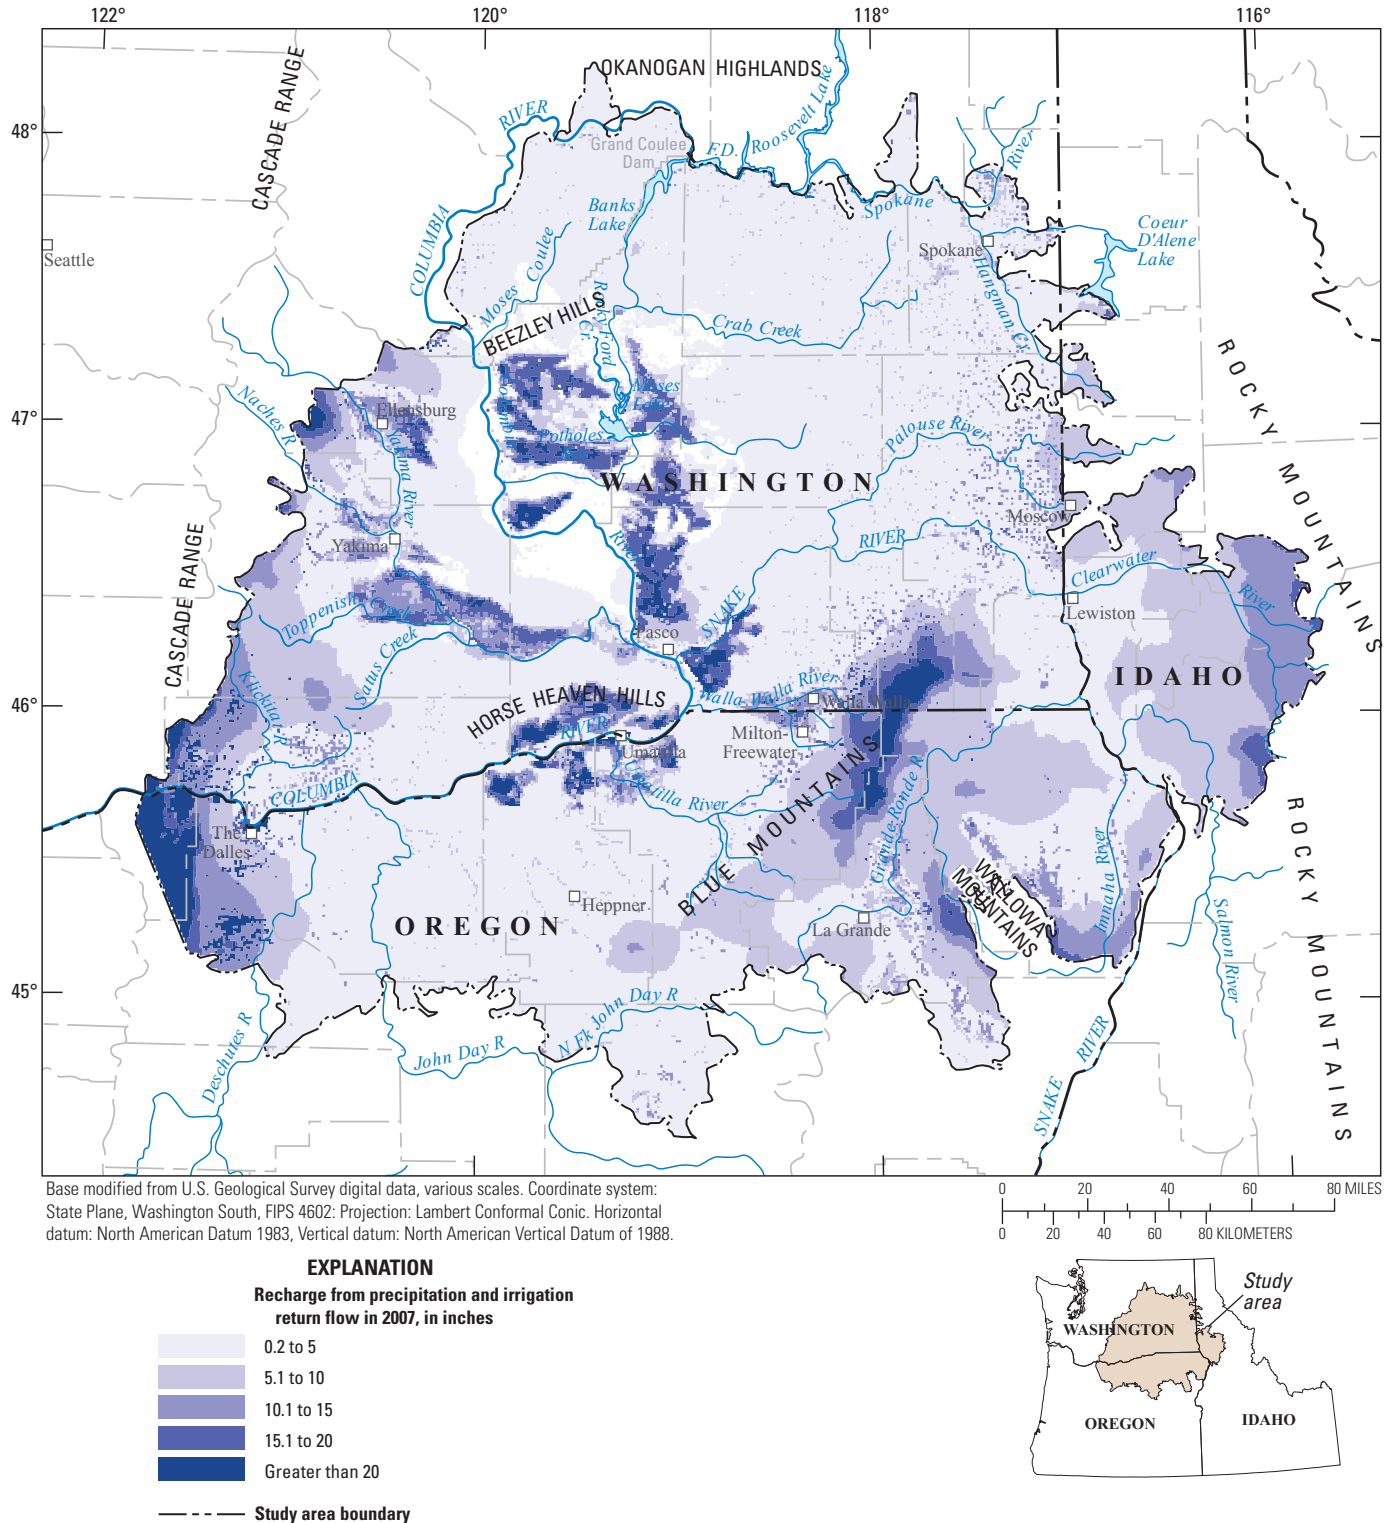 122°
120°
118°
116°
48°
47°
46°
45°
CASCADE RANGE
OKANOGAN HIGHLANDS
RIVER
Grand Coulee
Dam
F.D. Roosevelt Lake
River
Banks
Lake
Spokane
Spokane
Coeur
D'Alene
Lake
Seattle
COLUMBIA
Moses Coulee
Hangman Cr
BEEZLEY HILLS
Rocky Ford
Cr
Crab Creek
ROCKY MOUNTAINS
Naches R
Ellensburg
Moses
Lake
Columbia
Potholes
Res
Palouse River
Yakima River
WASHINGTON
Moscow
Yakima
River
RIVER
Clearwater
River
CASCADE RANGE
SNAKE
Lewiston
Toppenish Creek
Pasco
Satus Creek
IDAHO
Klickitat R
HORSE HEAVEN HILLS
Walla Walla River
Walla Walla
RIVER
Umatilla
Milton-
Freewater
COLUMBIA
Umatilla River
BLUE MOUNTAINS
Grande Ronde R
The
Dalles
Imnaha River
WALLOWA
MOUNTAINS
Heppner
OREGON
La Grande
Salmon River
ROCKY MOUNTAINS
Deschutes R
John Day R
N Fk John Day R
SNAKE RIVER
Base modified from U.S. Geological Survey digital data, various scales. Coordinate system:
State Plane, Washington South, FIPS 4602: Projection: Lambert Conformal Conic. Horizontal
datum: North American Datum 1983, Vertical datum: North American Vertical Datum of 1988.
0 20 40 60 80 MILES
0 20 40 60 80 KILOMETERS
EXPLANATION
Recharge from precipitation and irrigation
return flow in 2007, in inches
0.2 to 5
5.1 to 10
10.1 to 15
15.1 to 20
Greater than 20
Study area boundary
Study
area
WASHINGTON
OREGON
IDAHO